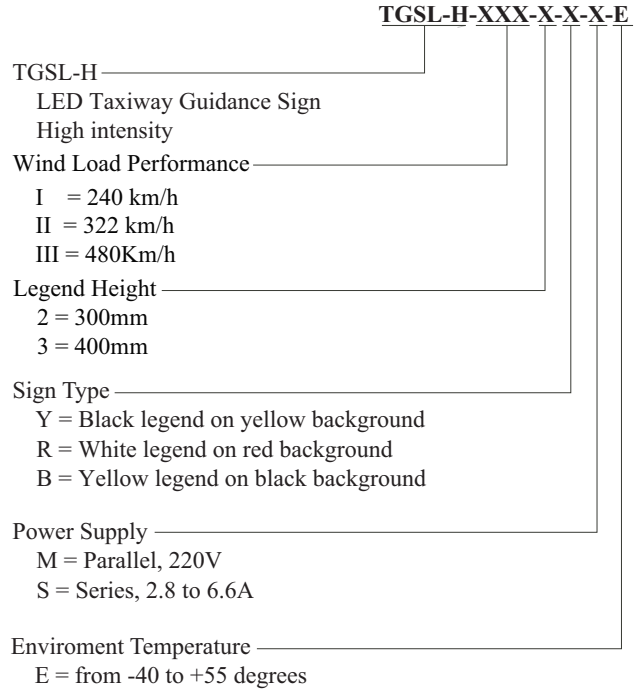 TGSL-H-XXX-X-X-X-E
TGSL-H
LED Taxiway Guidance Sign
High intensity
Wind Load Performance
I = 240 km/h
II = 322 km/h
III = 480Km/h
Legend Height
2 = 300mm
3 = 400mm
Sign Type
Y = Black legend on yellow background
R = White legend on red background
B = Yellow legend on black background
Power Supply
M = Parallel, 220V
S = Series, 2.8 to 6.6A
Enviroment Temperature
E = from -40 to +55 degrees